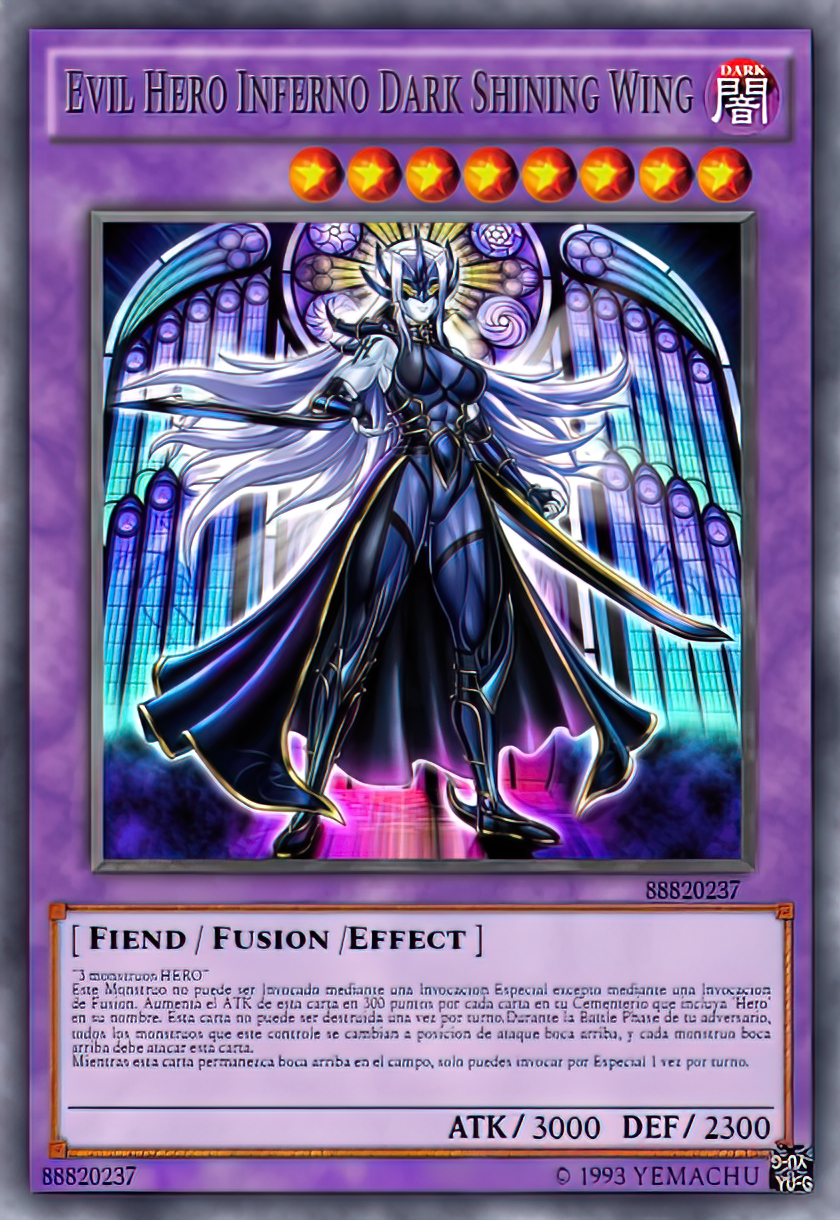 EVIL HERO INFERNO DARK SHINING WING
DARK
闇
88820237
[ FIEND / FUSION /EFFECT ]
"3 monstruos HERO"
Este Monstruo no puede ser Invocado mediante una Invocacion Especial excepto mediante una Invocacion
de Fusion. Aumenta el ATK de esta carta en 300 puntos por cada carta en tu Cementerio que incluya "Hero"
en su nombre. Esta carta no puede ser destruida una vez por turno.Durante la Battle Phase de tu adversario,
todos los monstruos que este controle se cambian a posicion de ataque boca arriba, y cada monstruo boca
arriba debe atacar esta carta.
Mientras esta carta permanezca boca arriba en el campo, solo puedes invocar por Especial 1 vez por turno.
ATK/ 3000 DEF/ 2300
88820237
© 1993 YEMACHU